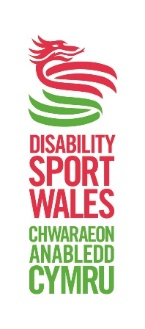 DISABILITY
SPORT
WALES
CHWARAEON
ANABLEDD
CYMRU